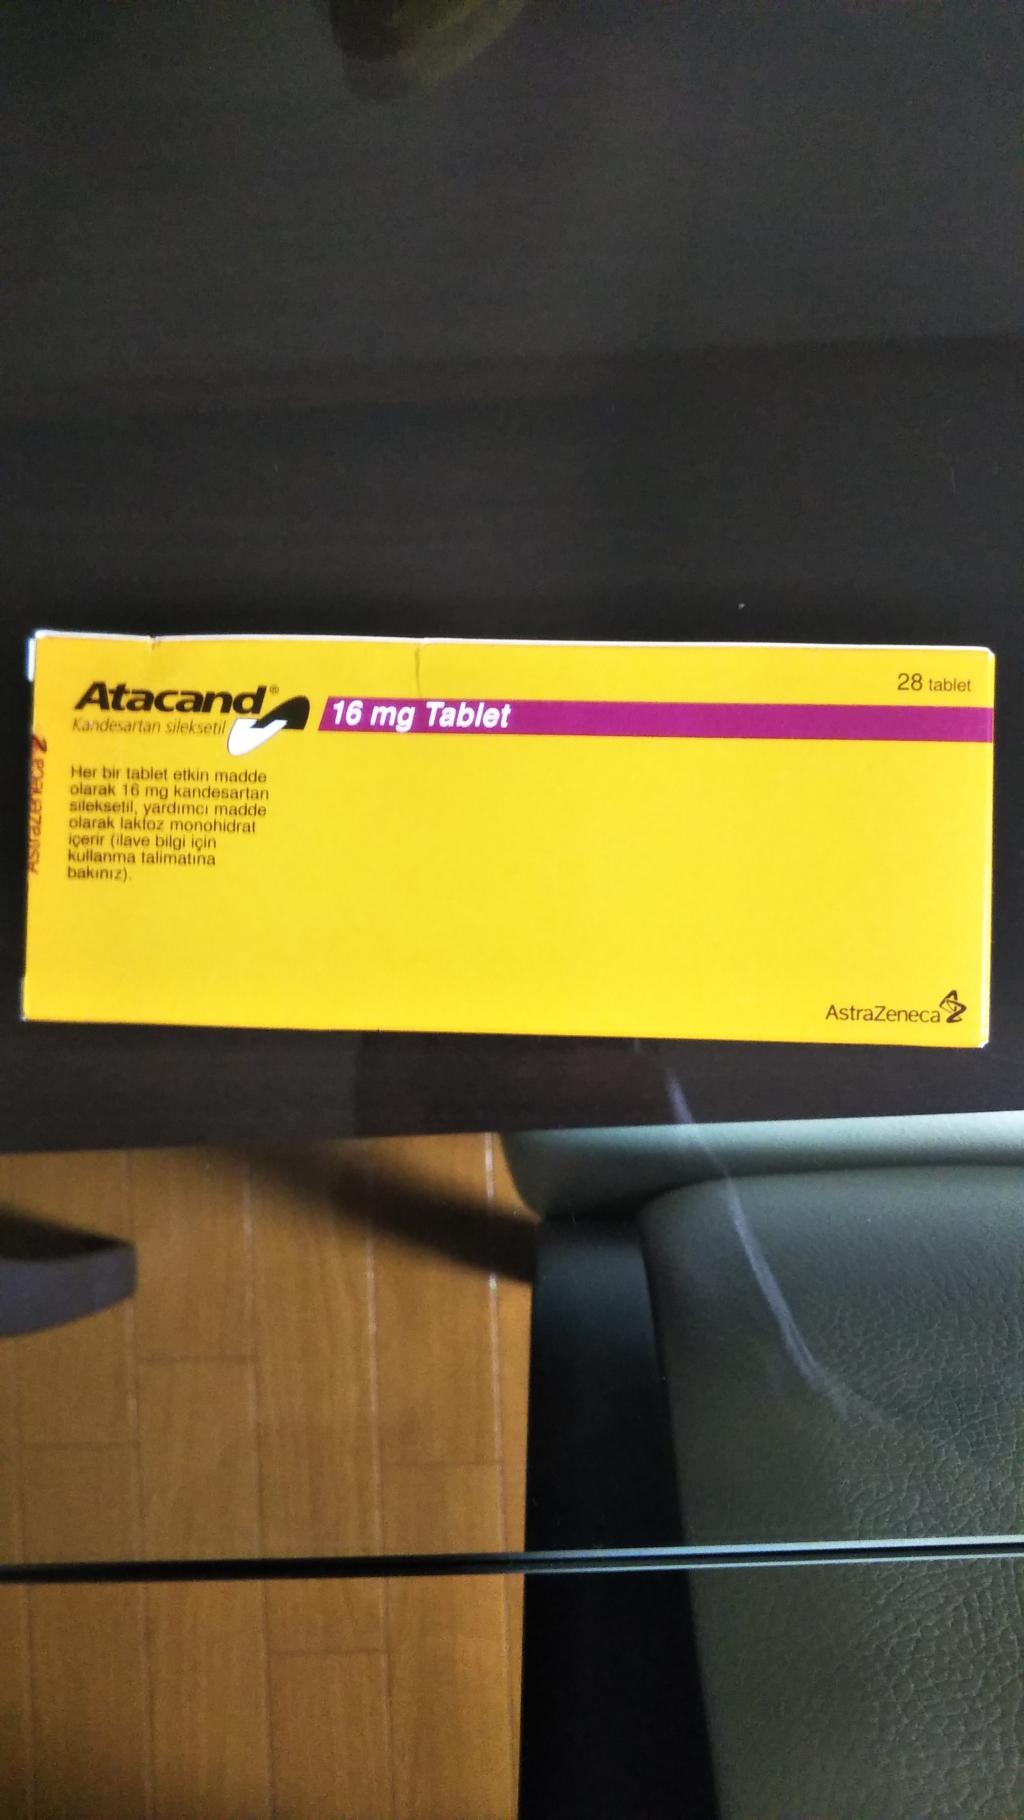 28 tablet
Atacand®
16 mg Tablet
Kandesartan sileksetil
Her bir tablet etkin madde
olarak 16 mg kandesartan
sileksetil, yardımcı madde
olarak laktoz monohidrat
içerir (ilave bilgi için
kullanma talimatına
bakınız).
AstraZeneca
AstraZeneca